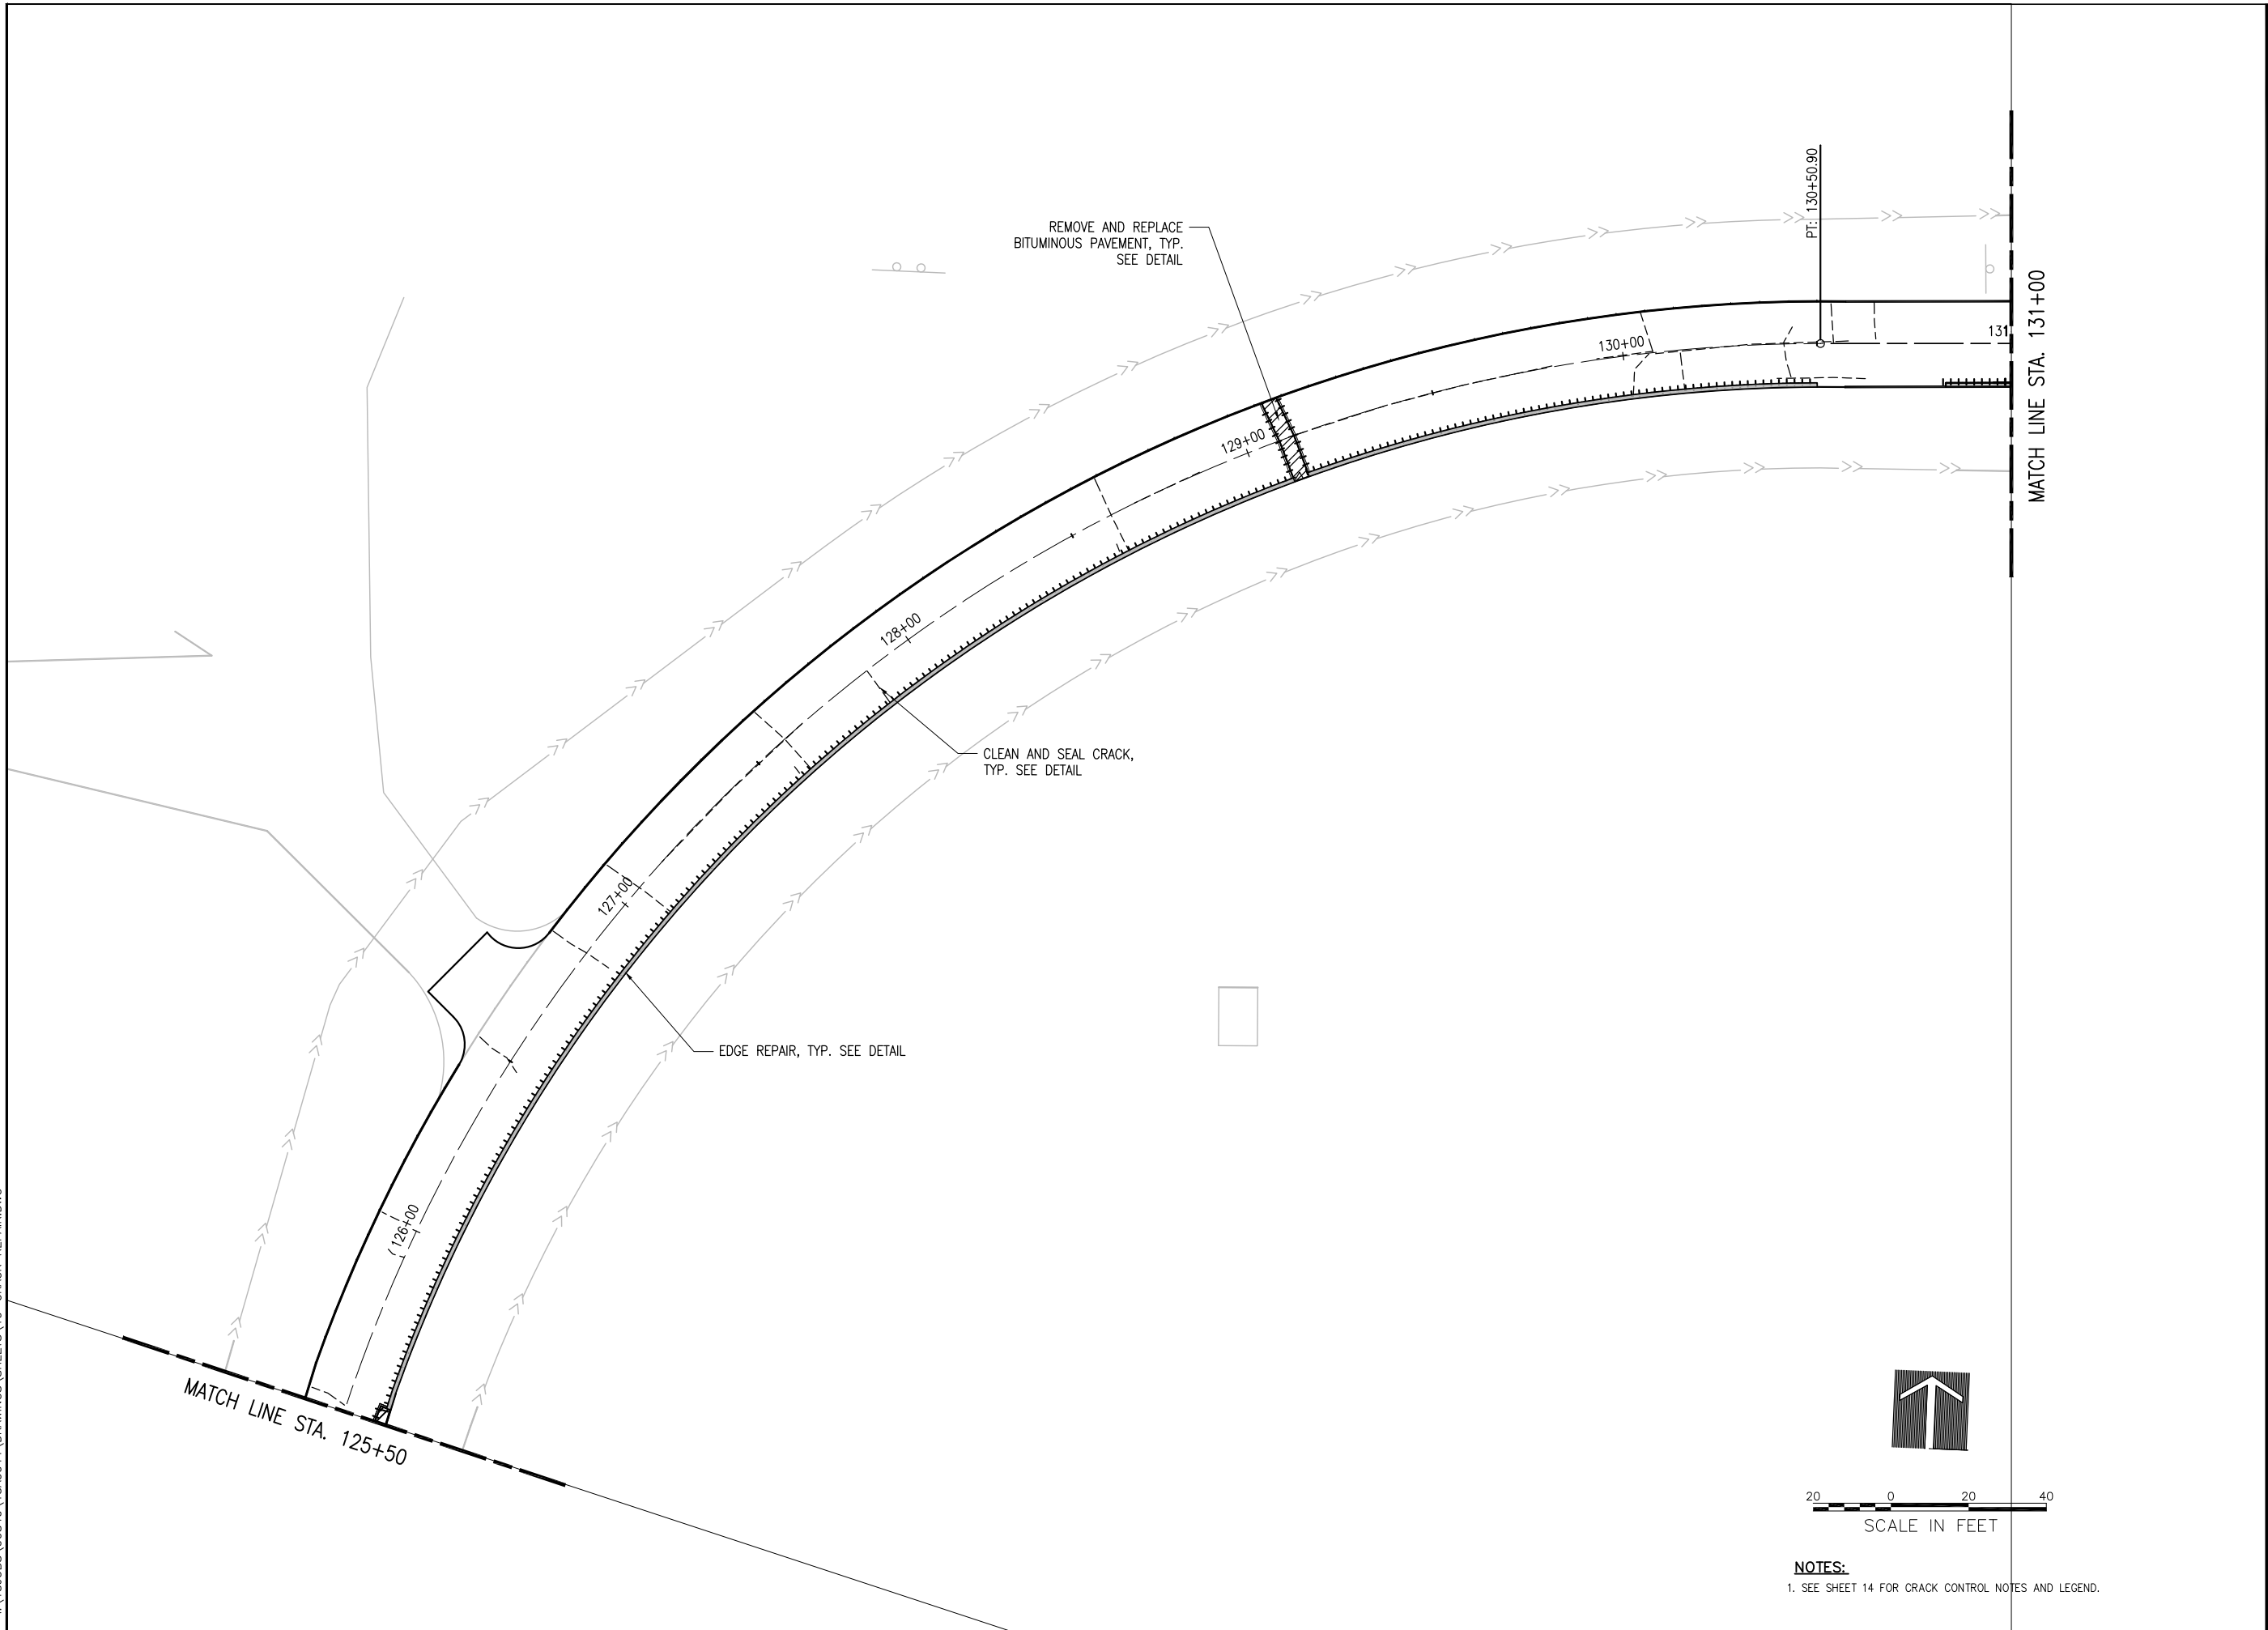 REMOVE AND REPLACE
BITUMINOUS PAVEMENT, TYP.
SEE DETAIL
PT: 130+50.90
MATCH LINE STA. 131+00
131
130+00
129+00
128+00
CLEAN AND SEAL CRACK,
TYP. SEE DETAIL
127+00
EDGE REPAIR, TYP. SEE DETAIL
126+00
MATCH LINE STA. 125+50
20 0 20 40
SCALE IN FEET
NOTES:
1. SEE SHEET 14 FOR CRACK CONTROL NOTES AND LEGEND.